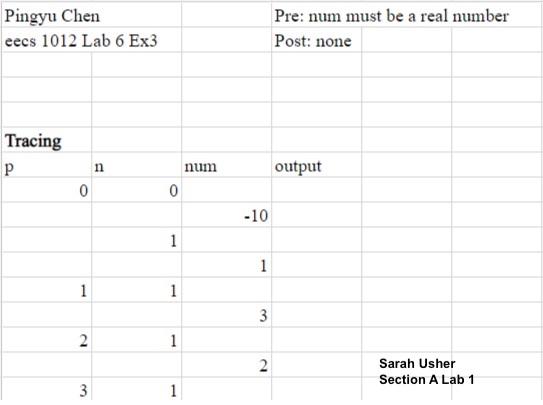 Pingyu Chen Pre: num must be a real number
eecs 1012 Lab 6 Ex3 Post: none
Tracing
p n num output
0 0
-10
1
1
1 1
3
2 1
2
Sarah Usher
Section A Lab 1
3 1